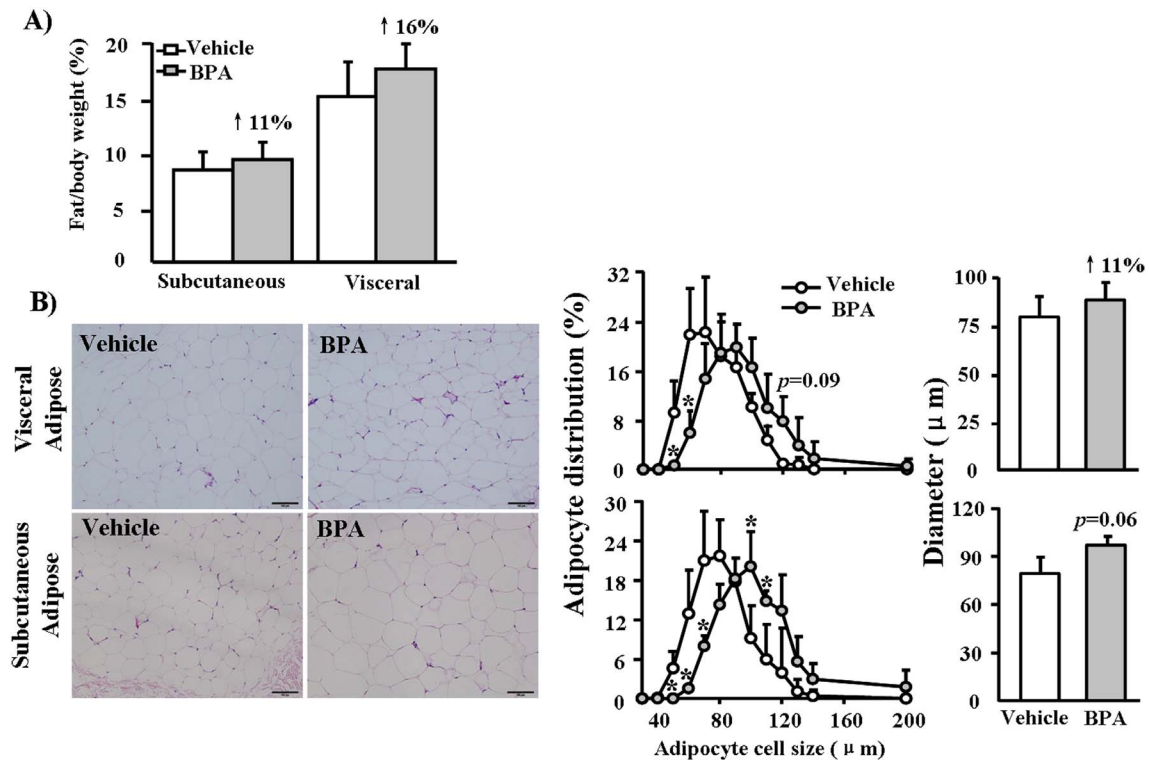 A)
Fat/body weight (%)
20
15
10
5
0
Vehicle
BPA
↑ 11%
↑ 16%
Subcutaneous
Visceral
B)
Visceral
Adipose
Vehicle
BPA
Subcutaneous
Adipose
Vehicle
BPA
Adipocyte distribution (%)
32
24
16
8
0
Vehicle
BPA
*
*
p=0.09
30
24
18
12
6
0
*
*
*
*
*
40
80
120
160
200
Adipocyte cell size ( μ m)
Diameter ( μ m)
100
75
50
25
0
↑ 11%
120
90
60
30
0
p=0.06
Vehicle
BPA